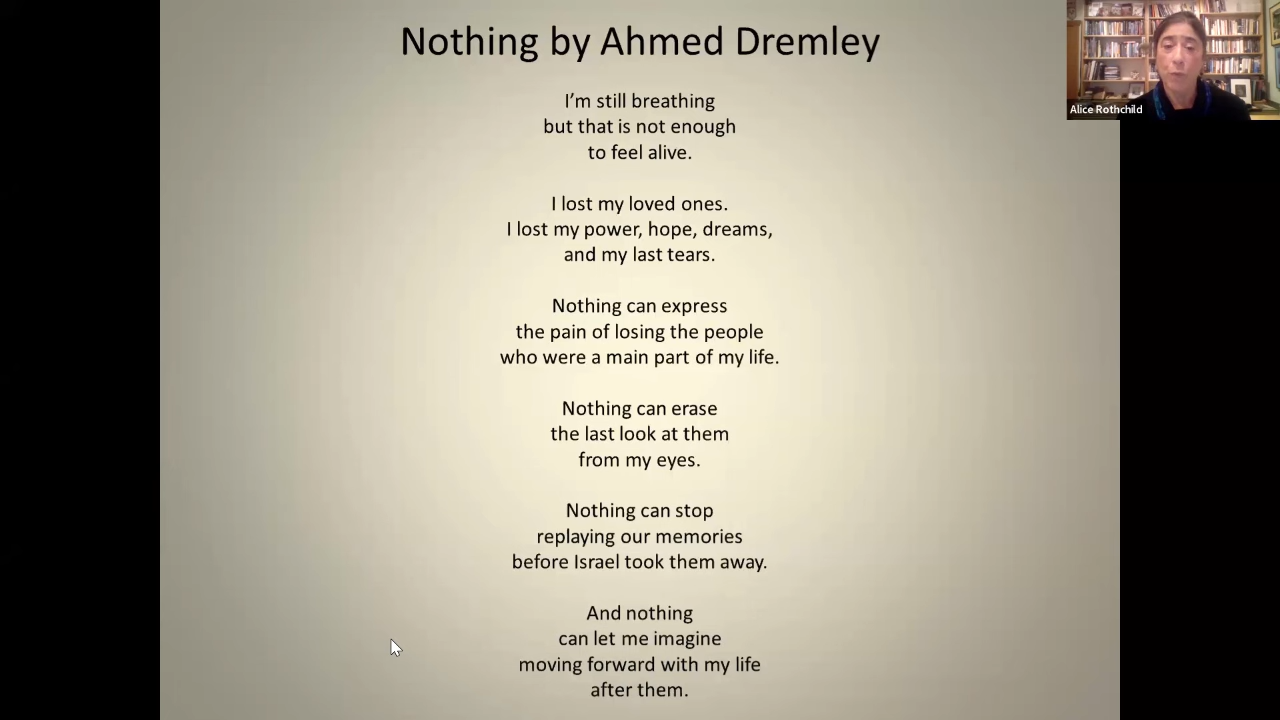 Nothing by Ahmed Dremley
Alice Rothchild
I'm still breathing
but that is not enough
to feel alive.
I lost my loved ones.
I lost my power, hope, dreams,
and my last tears.
Nothing can express
the pain of losing the people
who were a main part of my life.
Nothing can erase
the last look at them
from my eyes.
Nothing can stop
replaying our memories
before Israel took them away.
And nothing
can let me imagine
moving forward with my life
after them.